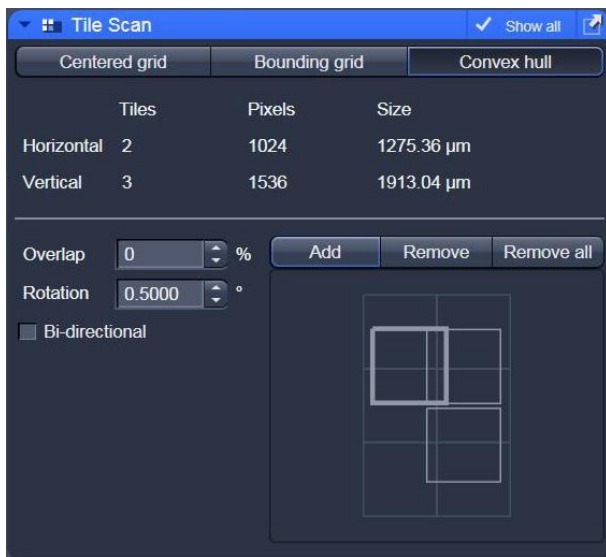 Tile Scan Show all
Centered grid Bounding grid Convex hull
Tiles Pixels Size
Horizontal 2 1024 1275.36 µm
Vertical 3 1536 1913.04 µm
Overlap 0 % Add Remove Remove all
Rotation 0.5000 °
Bi-directional